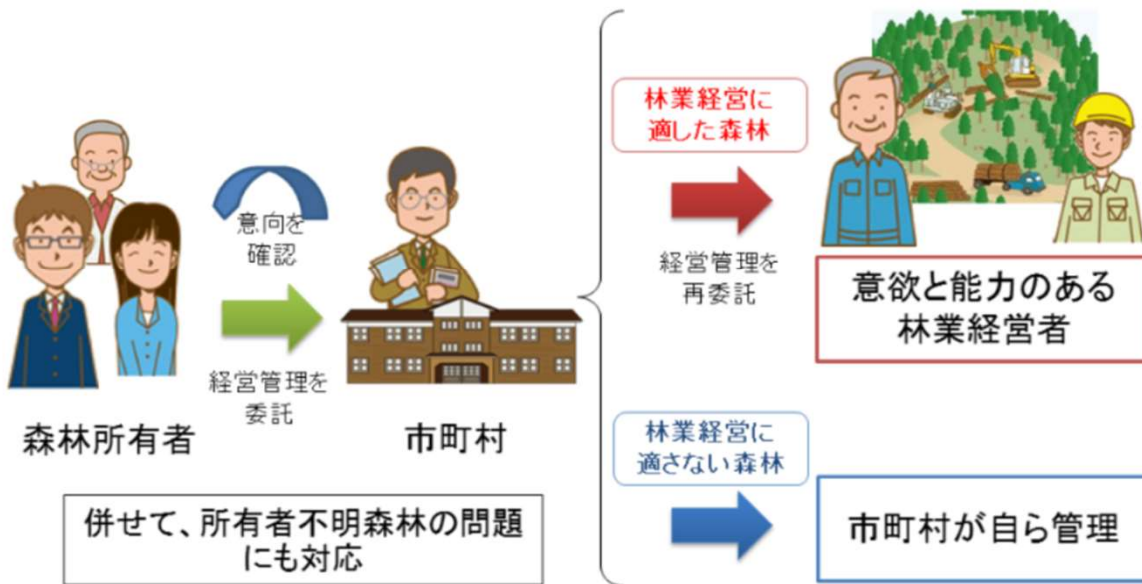 意向を
確認
経営管理を
委託
森林所有者
市町村
併せて、所有者不明森林の問題
にも対応
林業経営に
適した森林
経営管理を
再委託
意欲と能力のある
林業経営者
林業経営に
適さない森林
市町村が自ら管理